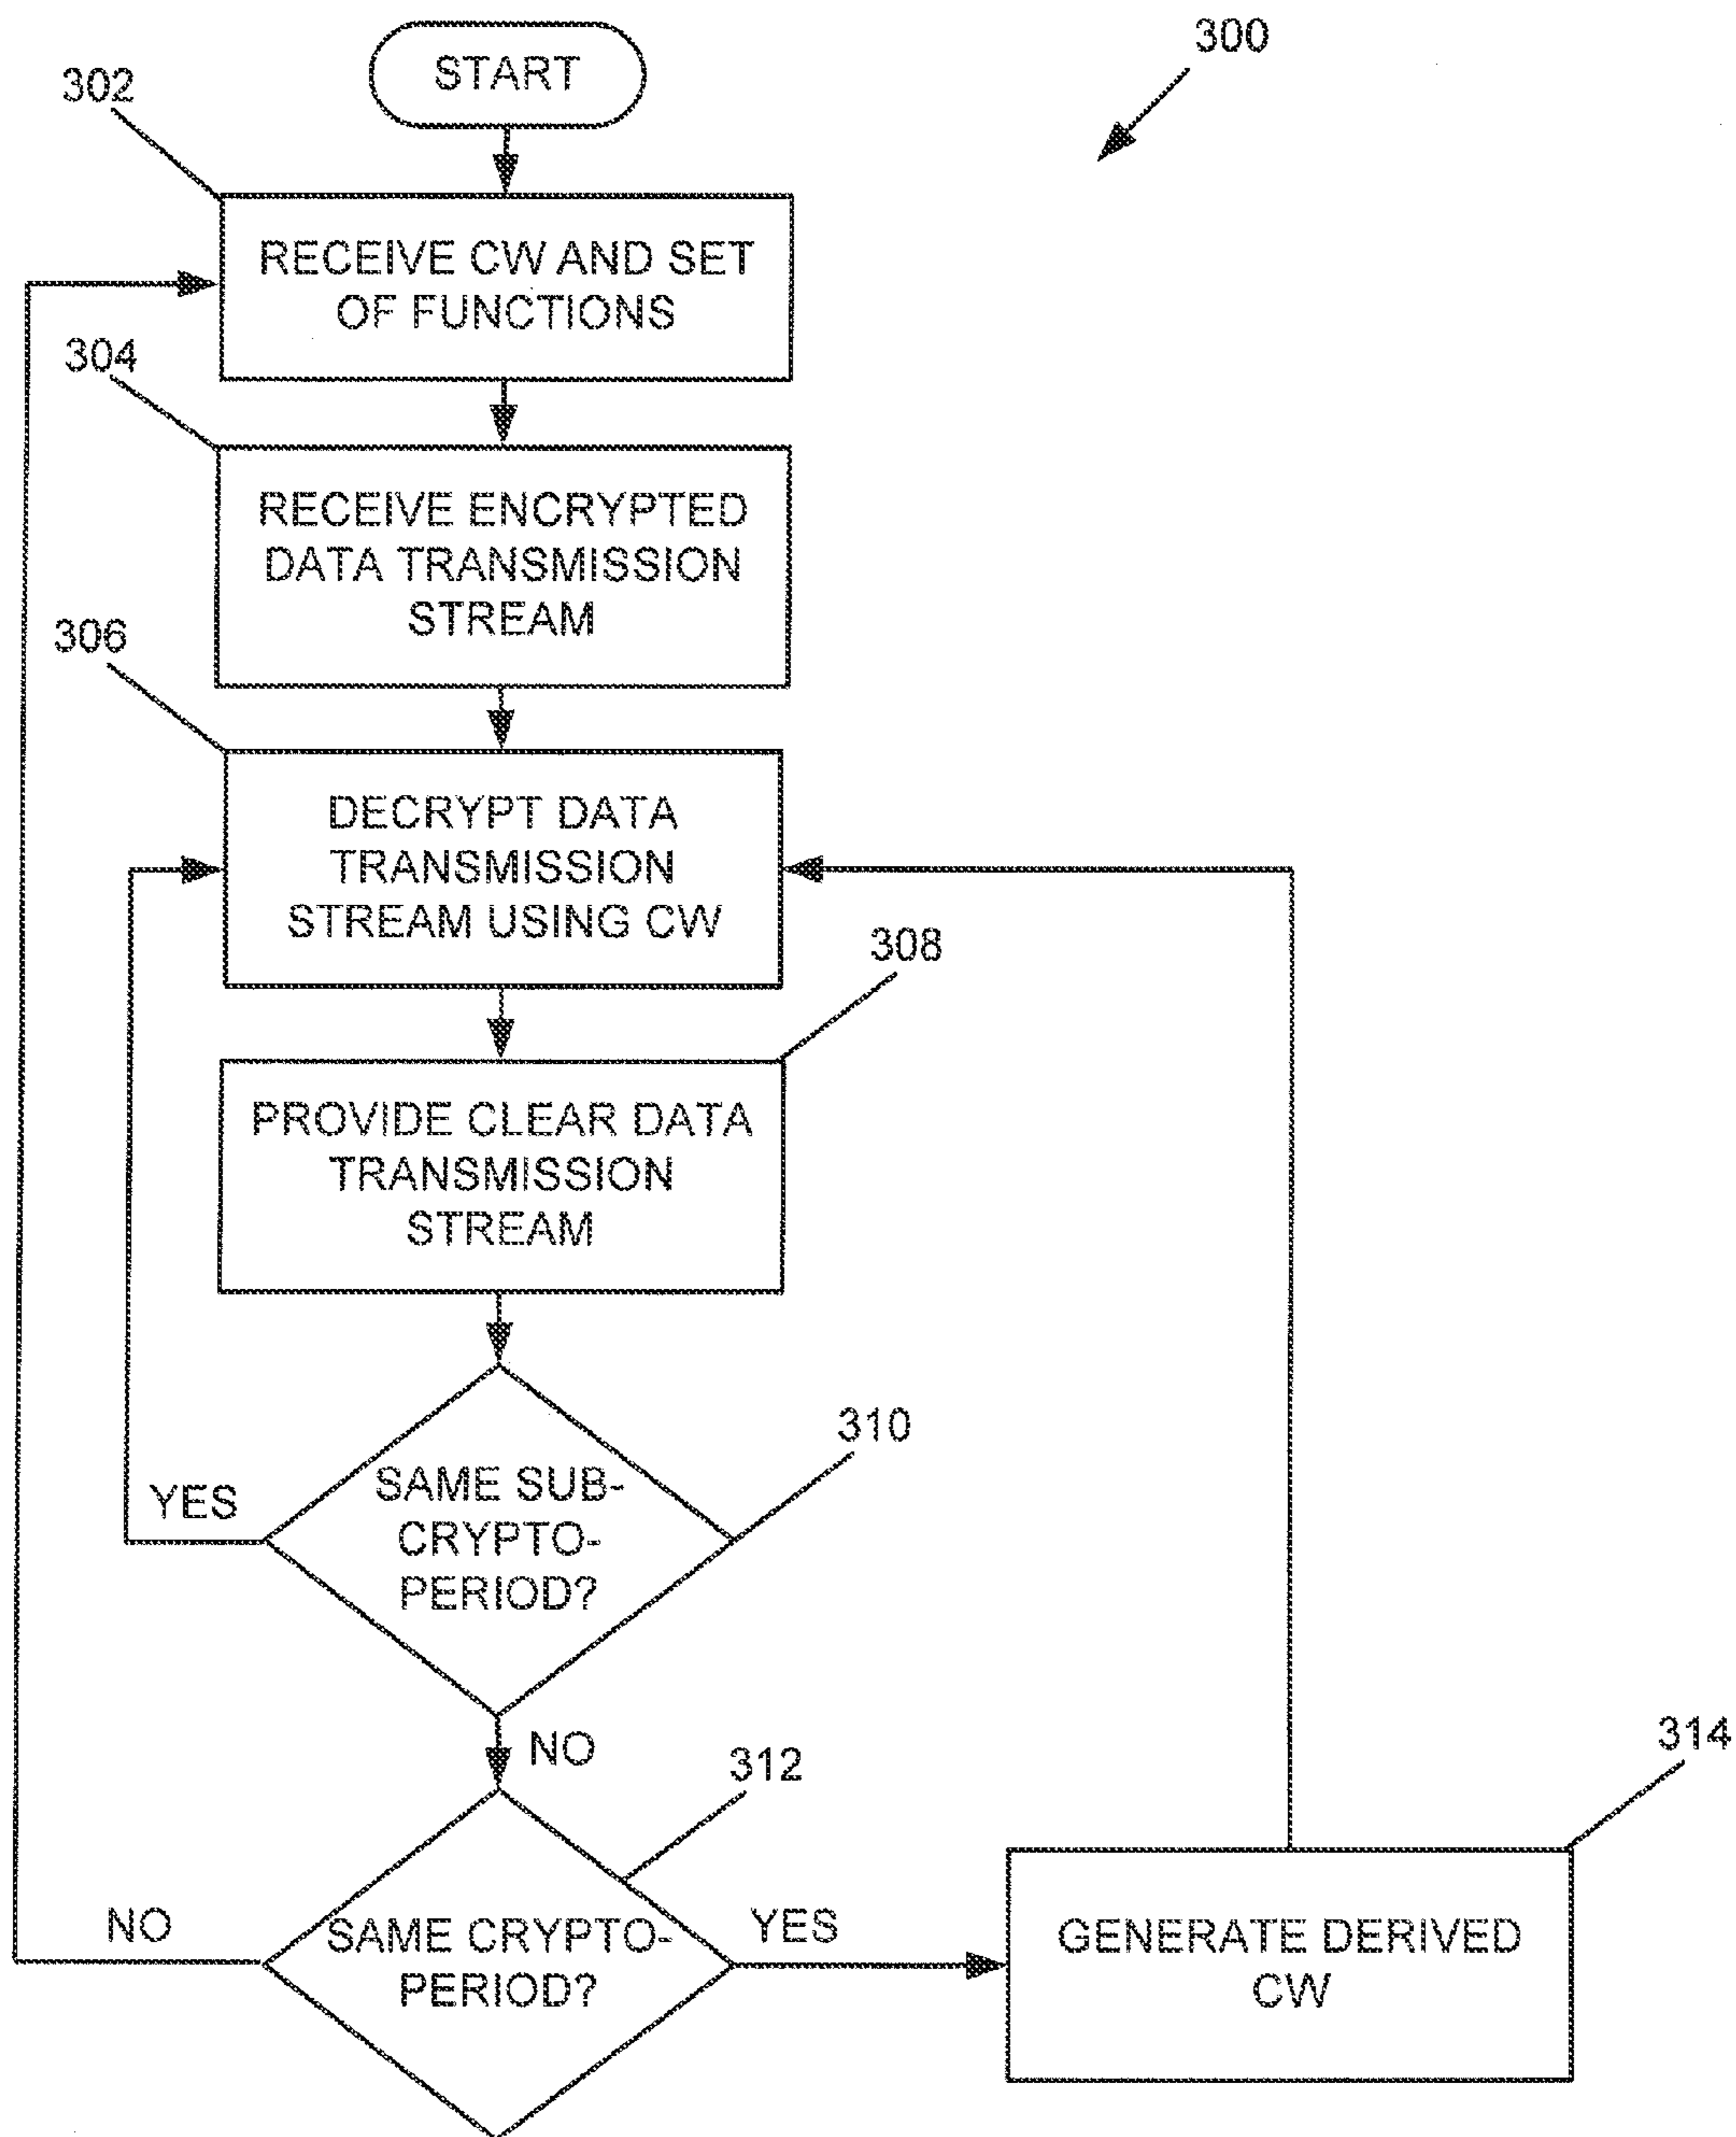 300
START
302
RECEIVE CW AND SET
OF FUNCTIONS
304
RECEIVE ENCRYPTED
DATA TRANSMISSION
STREAM
306
DECRYPT DATA
TRANSMISSION
STREAM USING CW
308
PROVIDE CLEAR DATA
TRANSMISSION
STREAM
310
SAME SUB-
CRYPTO-
PERIOD?
YES
NO
312
314
SAME CRYPTO-
PERIOD?
NO
YES
GENERATE DERIVED
CW